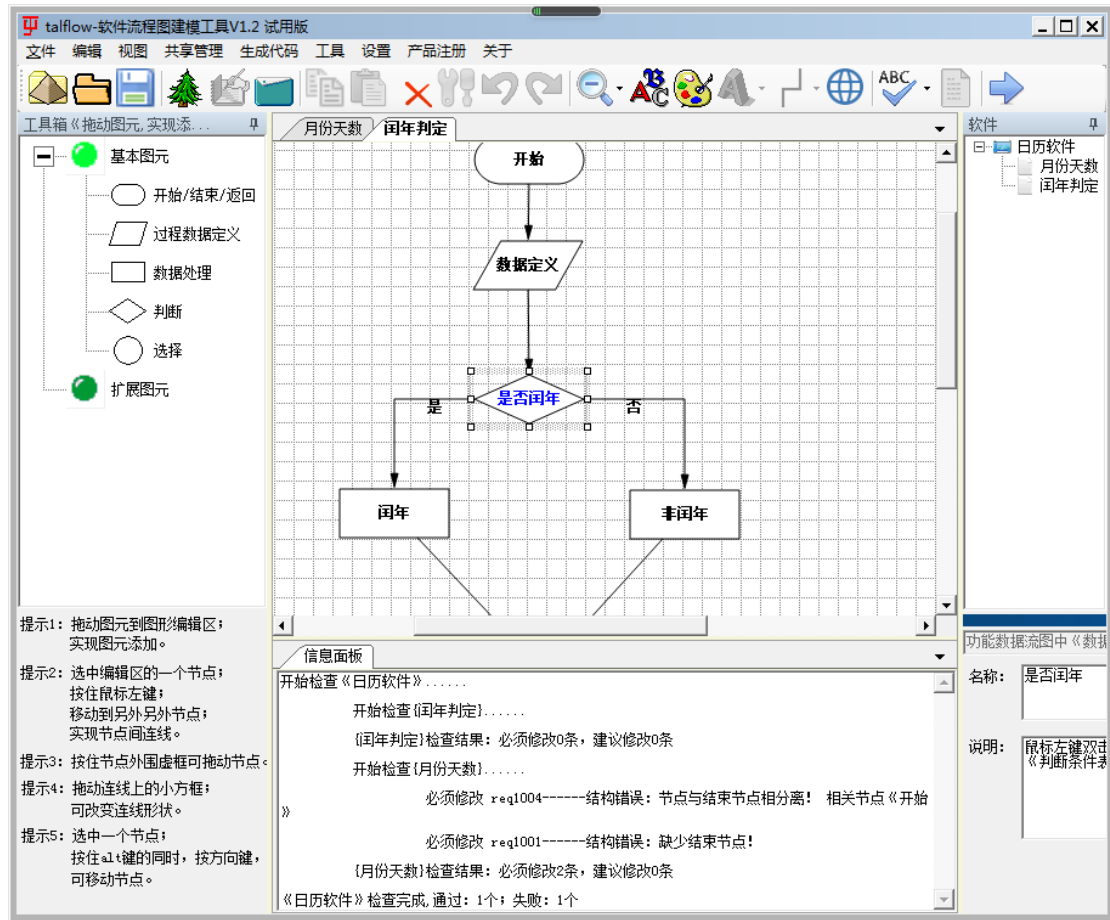 talflow-软件流程图建模工具V1.2 试用版
文件 编辑 视图 共享管理 生成代码 工具 设置 产品注册 关于
ABC
工具箱《拖动图元,实现添...
基本图元
开始/结束/返回
过程数据定义
数据处理
判断
选择
扩展图元
提示1: 拖动图元到图形编辑区;
实现图元添加。
提示2: 选中编辑区的一个节点;
按住鼠标左键;
移动到另外另外节点;
实现节点间连线。
提示3: 按住节点外围虚框可拖动节点。
提示4: 拖动连线上的小方框;
可改变连线形状。
提示5: 选中一个节点;
按住alt键的同时, 按方向键,
可移动节点。
月份天数 闰年判定
开始
数据定义
是否闰年
是
否
闰年
非闰年
信息面板
开始检查《日历软件》......
开始检查{闰年判定}......
{闰年判定}检查结果: 必须修改0条, 建议修改0条
开始检查{月份天数}......
必须修改 req1004------结构错误: 节点与结束节点相分离! 相关节点《开始
》
必须修改 req1001------结构错误: 缺少结束节点!
{月份天数}检查结果: 必须修改2条, 建议修改0条
《日历软件》检查完成,通过: 1个; 失败: 1个
软件
日历软件
月份天数
闰年判定
功能数据流图中《数据
名称: 是否闰年
说明: 鼠标左键双击
《判断条件表